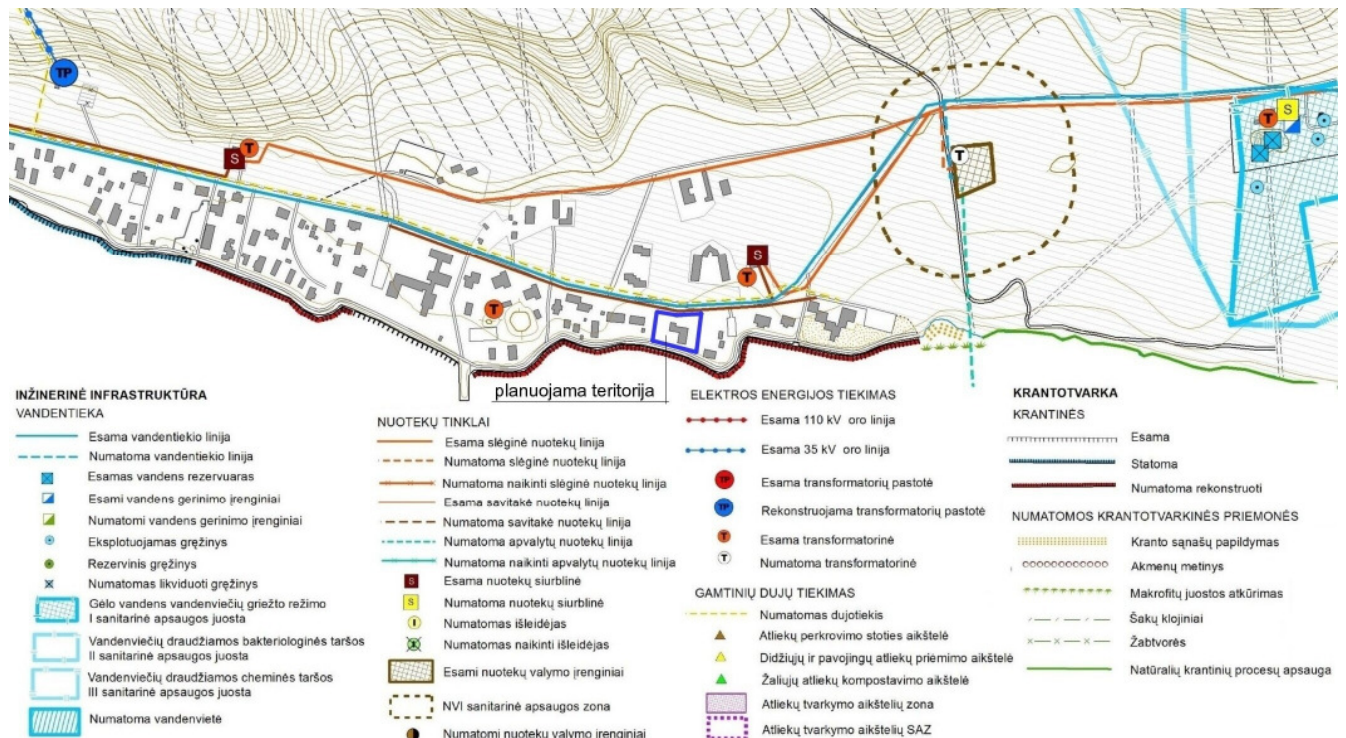 TP
T
S
T
S
T
S
T
T
T
planuojama teritorija
INŽINERINĖ INFRASTRUKTŪRA
VANDENTIEKA
Esama vandentiekio linija
Numatoma vandentiekio linija
Esamas vandens rezervuaras
Esami vandens gerinimo įrenginiai
Numatomi vandens gerinimo įrenginiai
Eksplotuojamas gręžinys
Rezervinis gręžinys
Numatomas likviduoti gręžinys
Gėlo vandens vandenviečių griežto režimo
I sanitarinė apsaugos juosta
Vandenviečių draudžiamos bakteriologinės taršos
II sanitarinė apsaugos juosta
Vandenviečių draudžiamos cheminės taršos
III sanitarinė apsaugos juosta
Numatoma vandenvietė
NUOTEKŲ TINKLAI
Esama slėginė nuotekų linija
Numatoma slėginė nuotekų linija
Numatoma naikinti slėginė nuotekų linija
Esama savitakė nuotekų linija
Numatoma savitakė nuotekų linija
Numatoma apvalytų nuotekų linija
Numatoma naikinti apvalytų nuotekų linija
S Esama nuotekų siurblinė
S Numatoma nuotekų siurblinė
Numatomas išleidėjas
Numatomas naikinti išleidėjas
Esami nuotekų valymo įrenginiai
NVI sanitarinė apsaugos zona
Numatomi nuotekų valymo įrenginiai
ELEKTROS ENERGIJOS TIEKIMAS
Esama 110 kV oro linija
Esama 35 kV oro linija
TP Esama transformatorių pastotė
TP Rekonstruojama transformatorių pastotė
T Esama transformatorinė
T Numatoma transformatorinė
GAMTINIŲ DUJŲ TIEKIMAS
Numatomas dujotiekis
Atliekų perkrovimo stoties aikštelė
Didžiųjų ir pavojingų atliekų priėmimo aikštelė
Žaliųjų atliekų kompostavimo aikštelė
Atliekų tvarkymo aikštelių zona
Atliekų tvarkymo aikštelių SAZ
KRANTOTVARKA
KRANTINĖS
Esama
Statoma
Numatoma rekonstruoti
NUMATOMOS KRANTOTVARKINĖS PRIEMONĖS
Kranto sąnašų papildymas
Akmenų metinys
Makrofitų juostos atkūrimas
Šakų klojiniai
Žabtvorės
Natūralių krantinių procesų apsauga